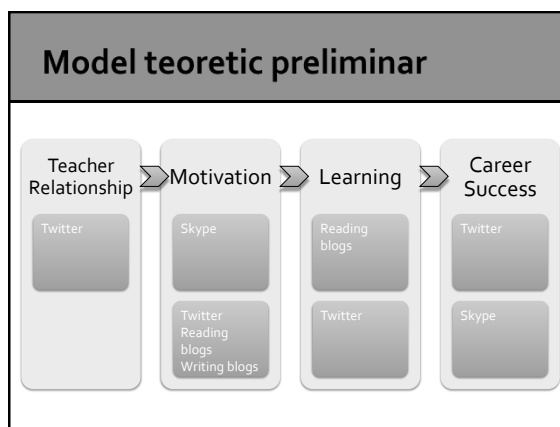 Model teoretic preliminar
Teacher
Relationship
Twitter
Motivation
Skype
Twitter
Reading
blogs
Writing blogs
Learning
Reading
blogs
Twitter
Career
Success
Twitter
Skype